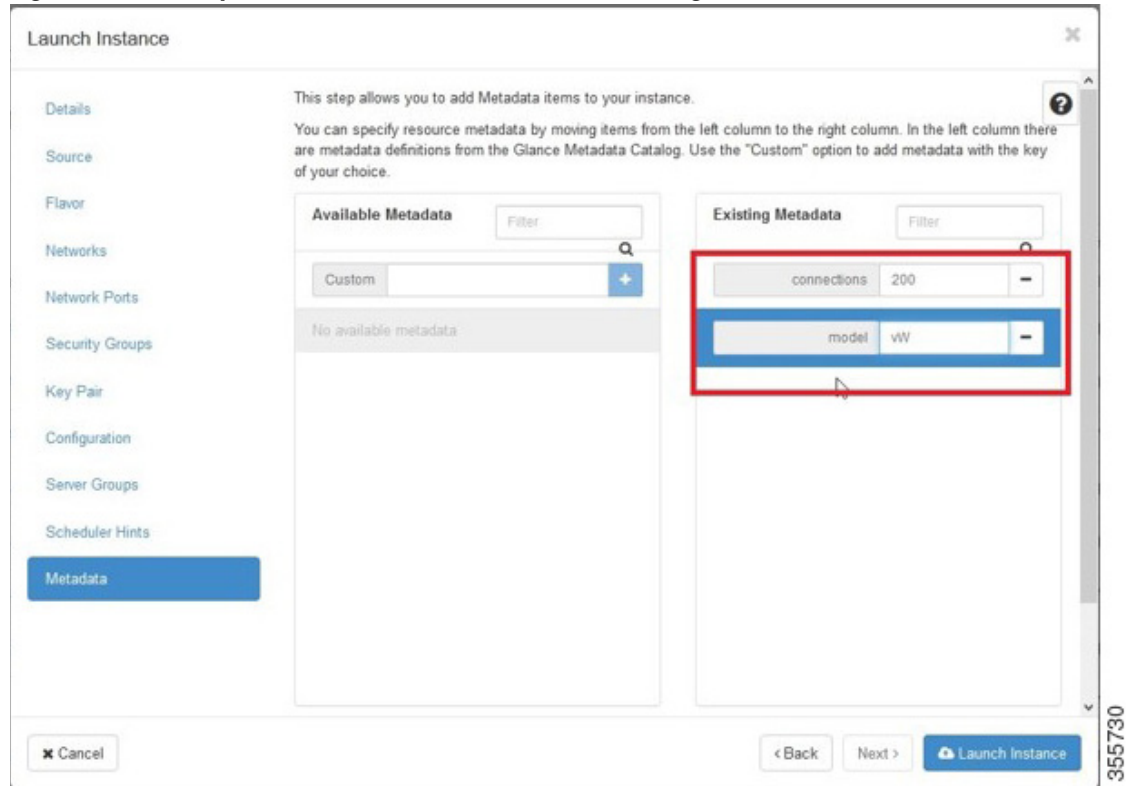 Launch Instance
Details
Source
Flavor
Networks
Network Ports
Security Groups
Key Pair
Configuration
Server Groups
Scheduler Hints
Metadata
This step allows you to add Metadata items to your instance.
You can specify resource metadata by moving items from the left column to the right column. In the left column there
are metadata definitions from the Glance Metadata Catalog. Use the "Custom" option to add metadata with the key
of your choice.
Available Metadata Filter
Custom +
No available metadata
Existing Metadata Filter
connections 200 −
model vW −
✖ Cancel
‹ Back Next › Launch Instance
355730